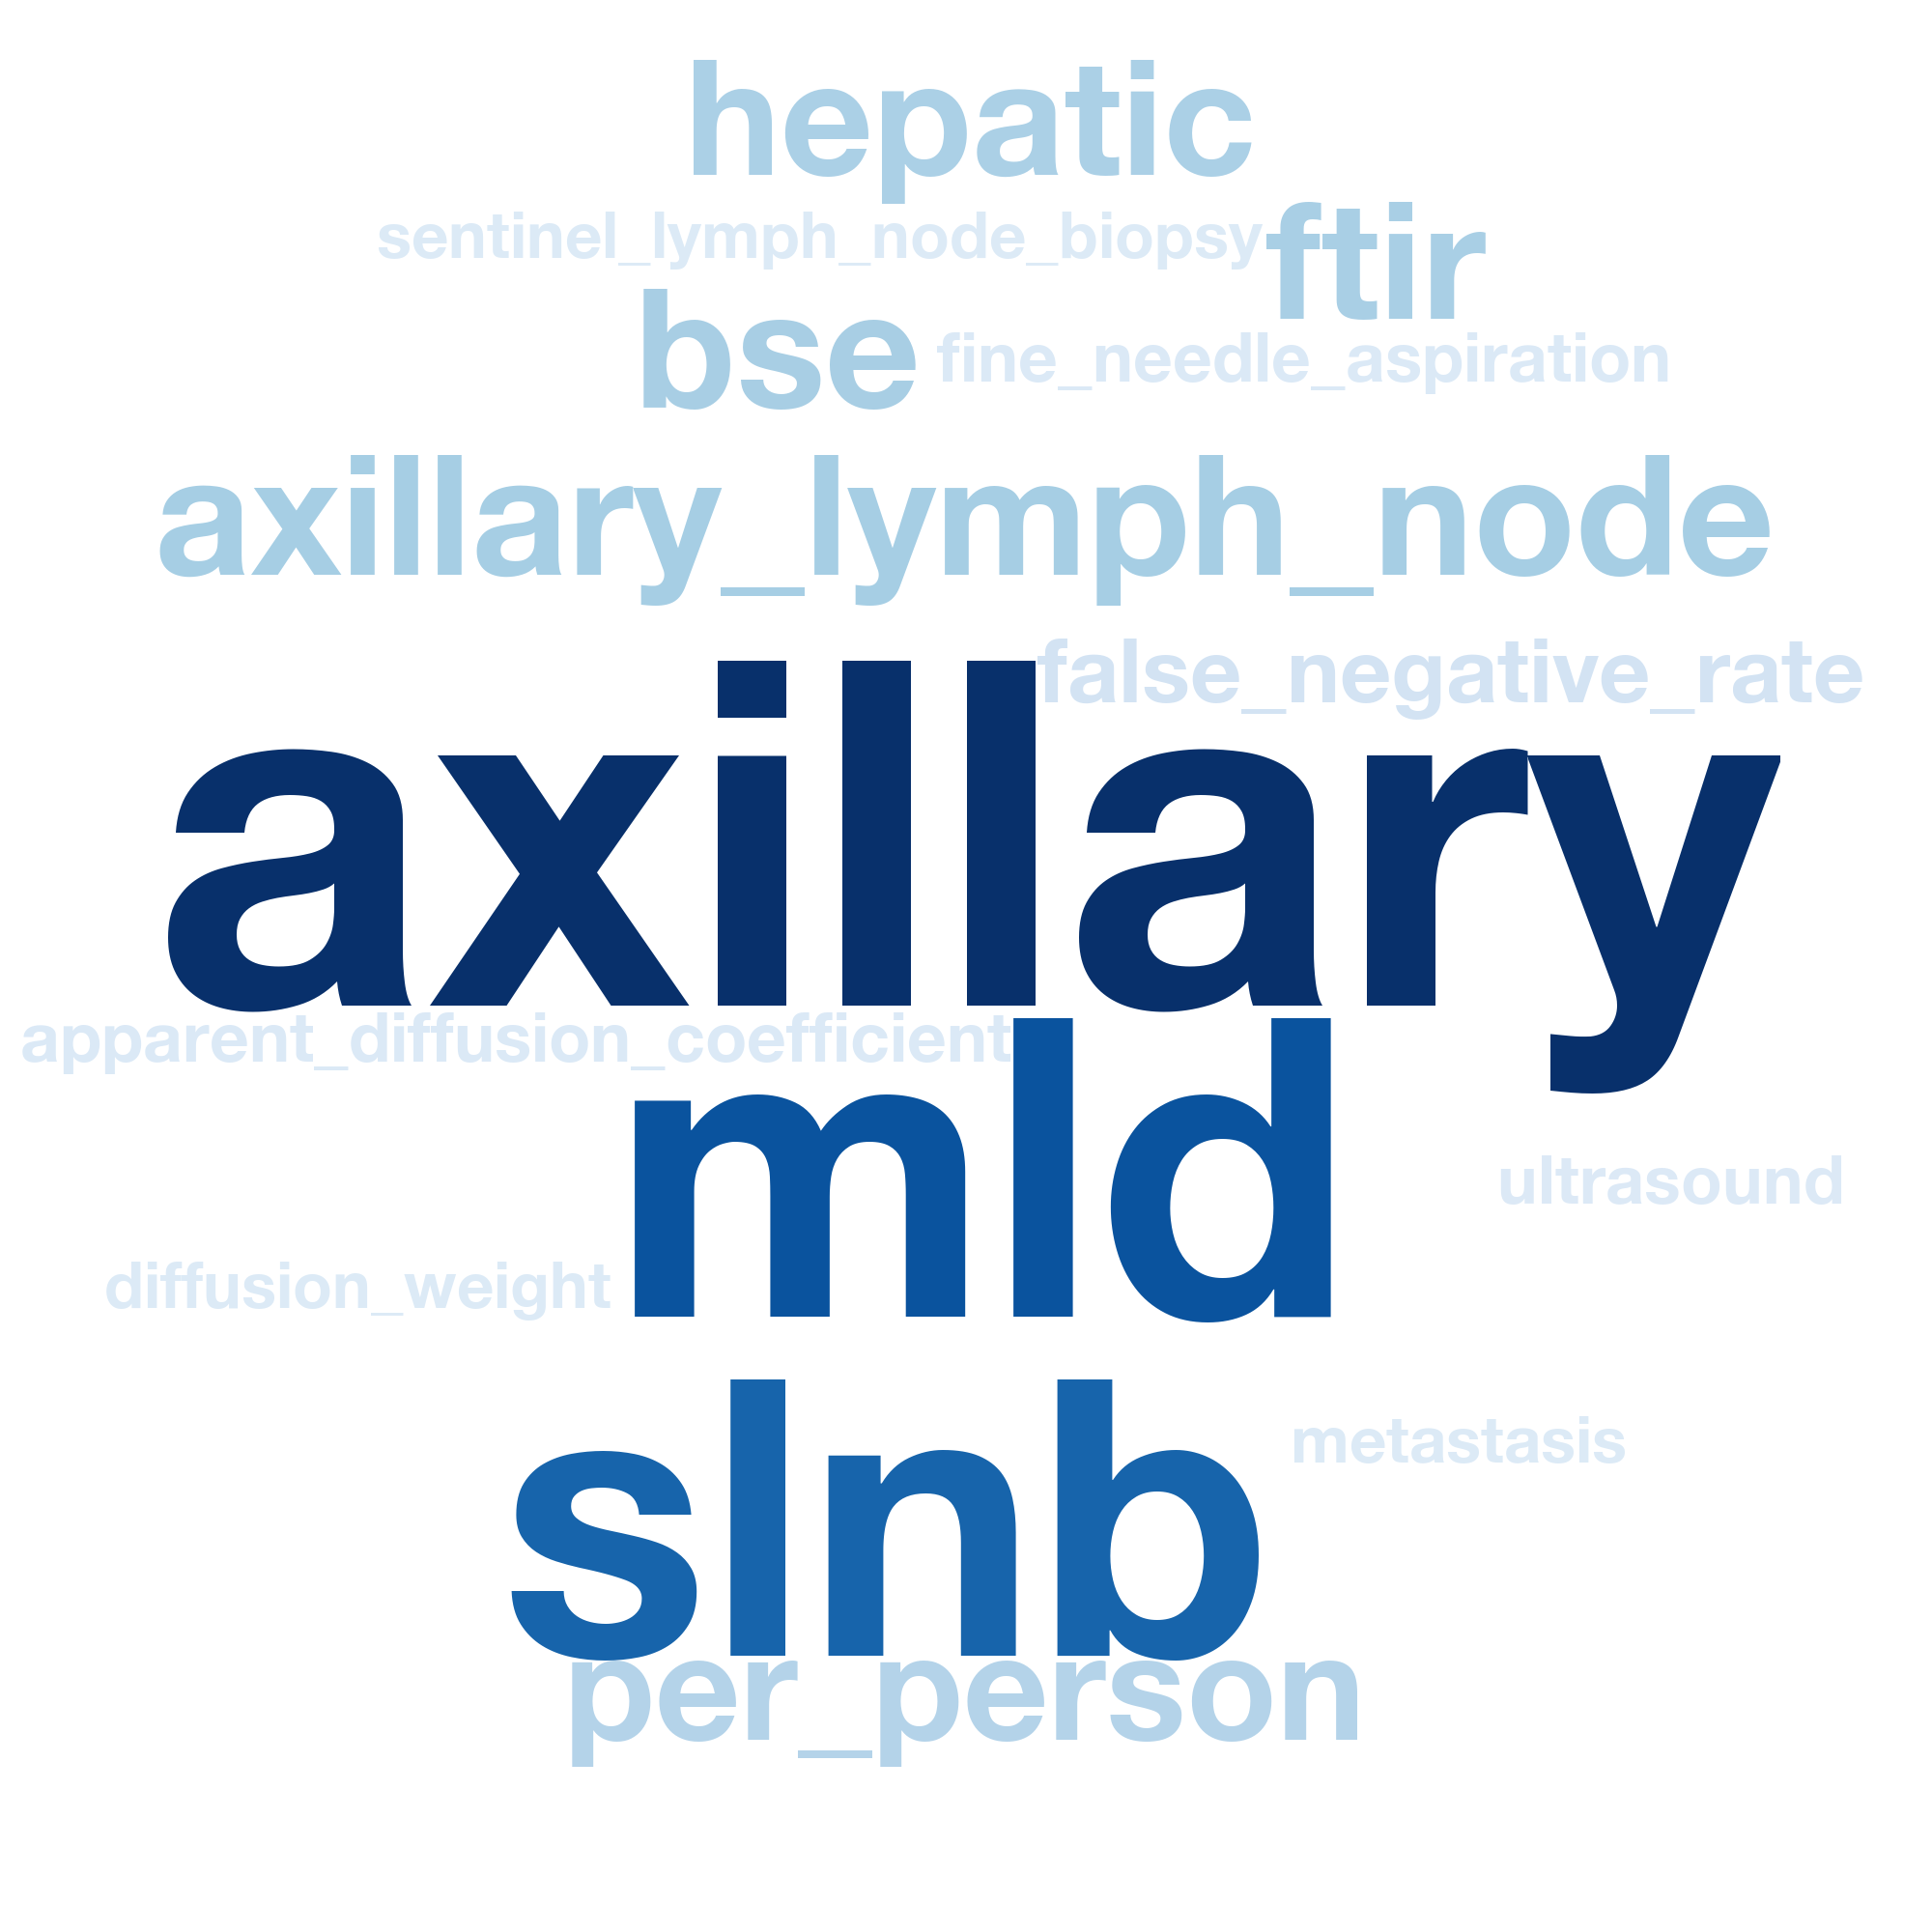 hepatic
sentinel_lymph_node_biopsy
ftir
bse
fine_needle_aspiration
axillary_lymph_node
false_negative_rate
axillary
apparent_diffusion_coefficient
mld
ultrasound
diffusion_weight
slnb
metastasis
per_person